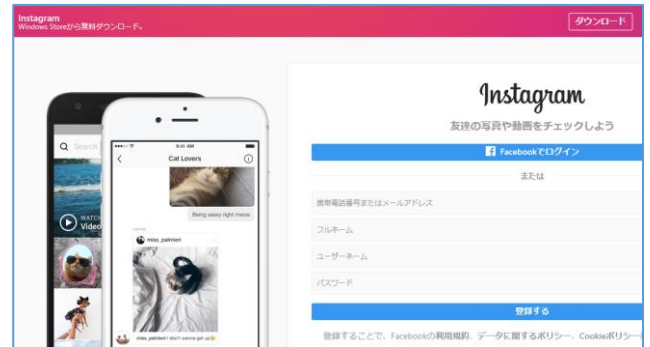 Instagram
Windows Storeから無料ダウンロード。
ダウンロード
Search
WATCH
Video
9:41 AM
Cat Lovers
Being sassy right meow
miss_palmieri
miss_palmieri I don't wanna get up
Instagram
友達の写真や動画をチェックしよう
Facebookでログイン
または
携帯電話番号またはメールアドレス
フルネーム
ユーザーネーム
パスワード
登録する
登録することで、Facebookの利用規約、データに関するポリシー、Cookieポリシー